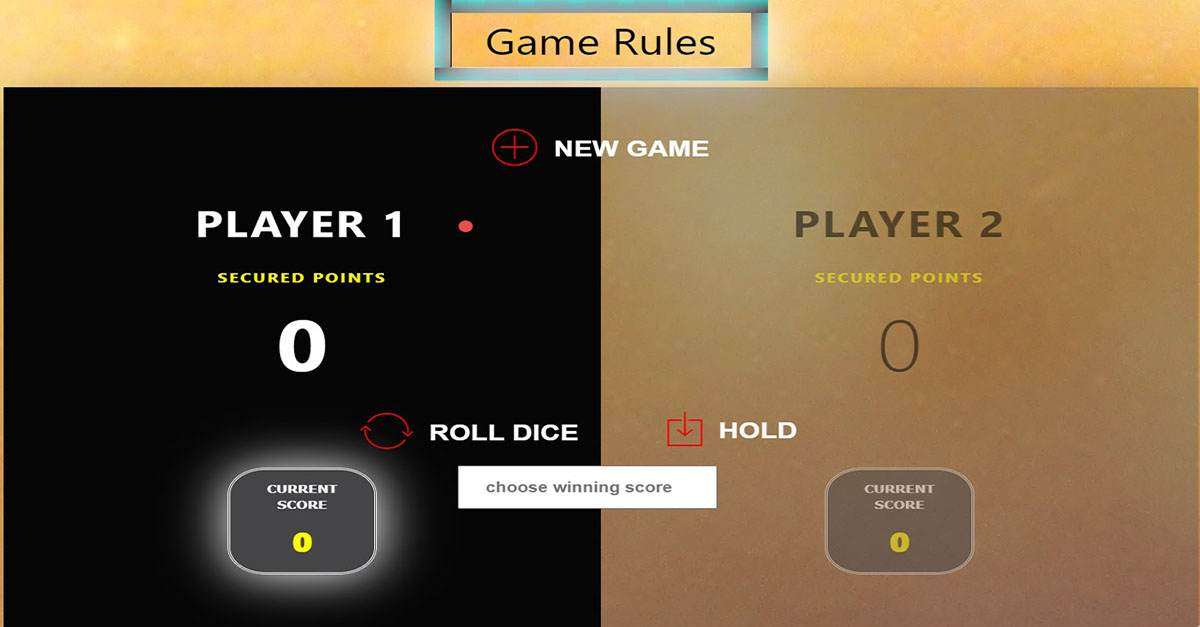 Game Rules
NEW GAME
PLAYER 1
PLAYER 2
SECURED POINTS
SECURED POINTS
0
0
ROLL DICE
HOLD
choose winning score
CURRENT
SCORE
0
CURRENT
SCORE
0